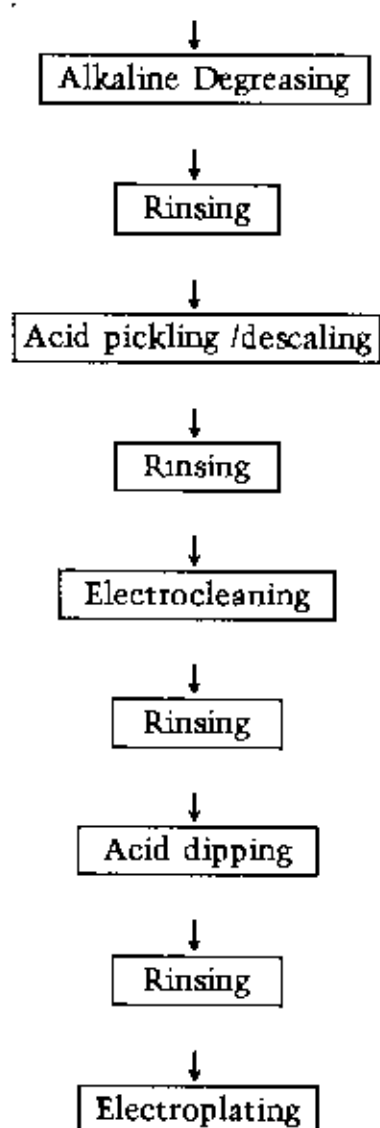 Alkaline Degreasing
Rinsing
Acid pickling /descaling
Rinsing
Electrocleaning
Rinsing
Acid dipping
Rinsing
Electroplating